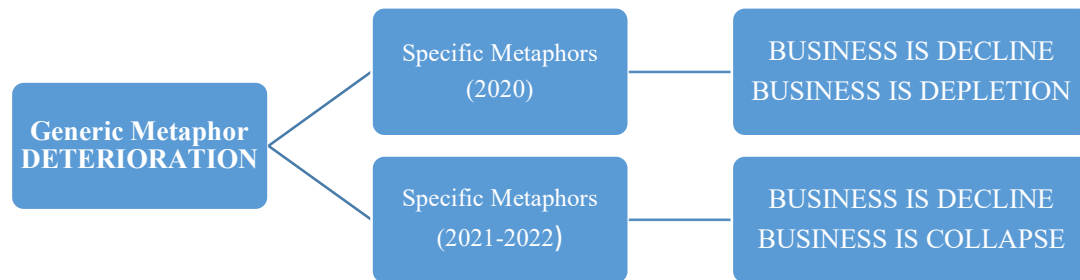 Generic Metaphor
DETERIORATION
Specific Metaphors
(2020)
BUSINESS IS DECLINE
BUSINESS IS DEPLETION
Specific Metaphors
(2021-2022)
BUSINESS IS DECLINE
BUSINESS IS COLLAPSE